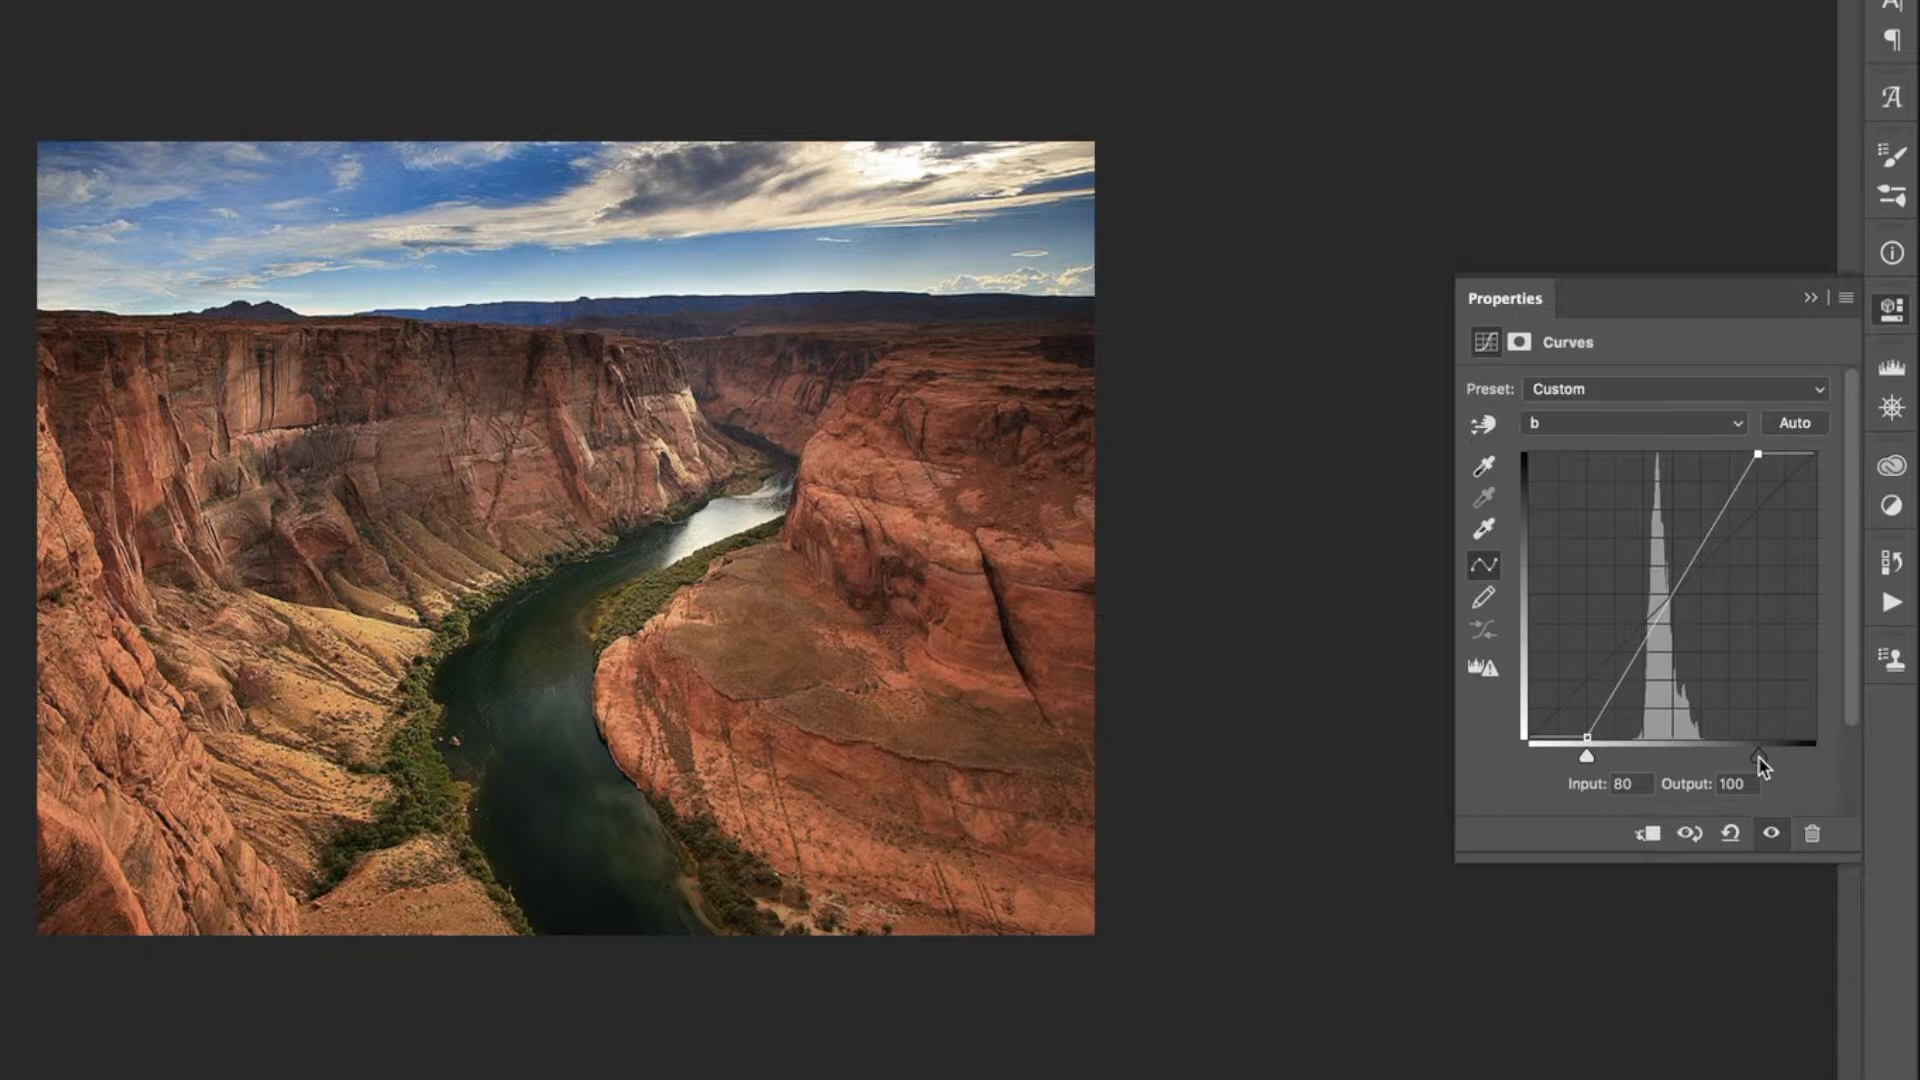 Properties
Curves
Preset: Custom
b Auto
Input: 80 Output: 100